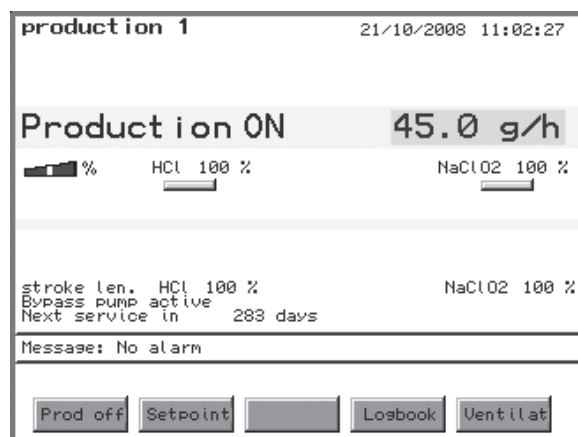 production 1 21/10/2008 11:02:27
Production ON 45.0 g/h
% HCl 100 % NaClO2 100 %
stroke len. HCl 100 % NaClO2 100 %
Bypass pump active
Next service in 283 days
Message: No alarm
Prod off Setpoint Logbook Ventilat